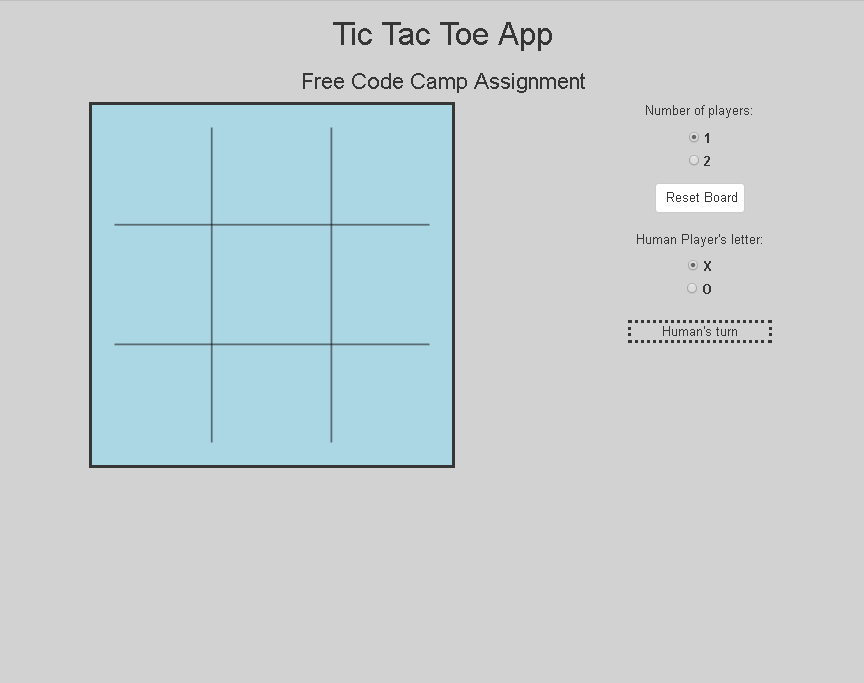 Tic Tac Toe App
Free Code Camp Assignment
Number of players:
1
2
Reset Board
Human Player's letter:
X
O
Human's turn